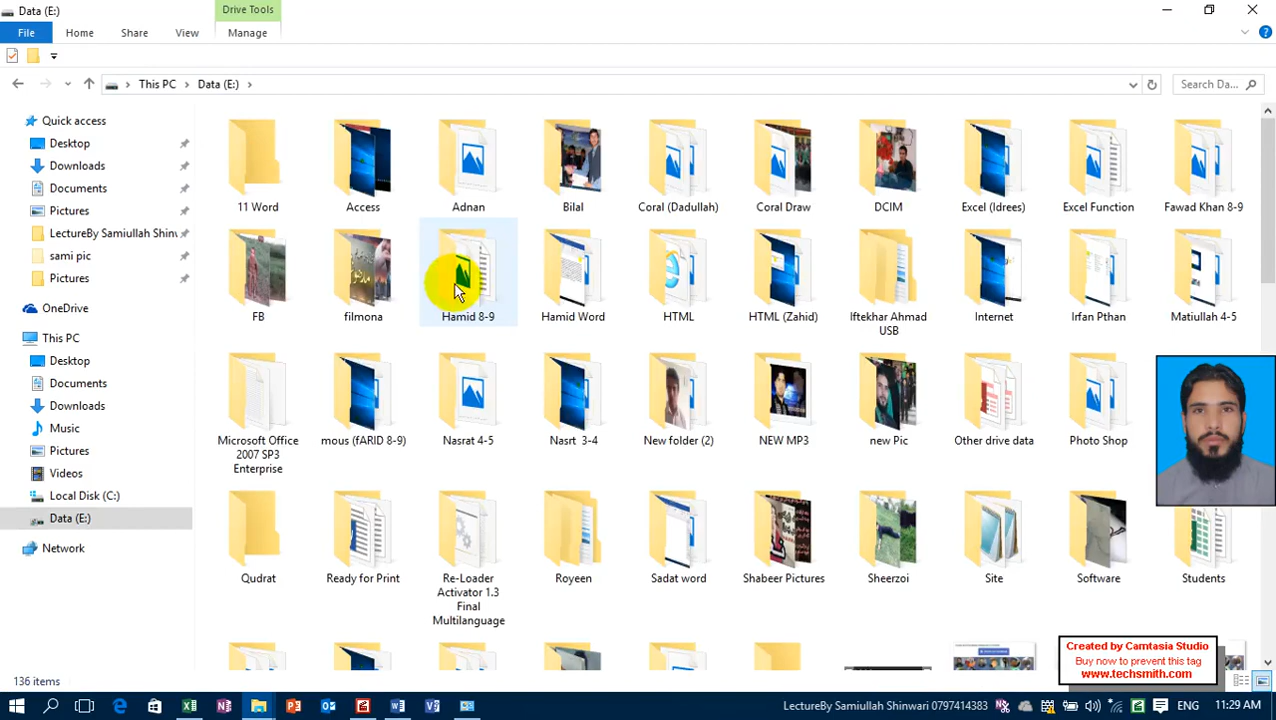 Data (E:)
Drive Tools
File
Home
Share
View
Manage
This PC
Data (E:)
Search Da...
Quick access
Desktop
Downloads
Documents
Pictures
LectureBy Samiullah Shinw
sami pic
Pictures
OneDrive
This PC
Desktop
Documents
Downloads
Music
Pictures
Videos
Local Disk (C:)
Data (E:)
Network
11 Word
Access
Adnan
Bilal
Coral (Dadullah)
Coral Draw
DCIM
Excel (Idrees)
Excel Function
Fawad Khan 8-9
FB
filmona
Hamid 8-9
Hamid Word
HTML
HTML (Zahid)
Iftekhar Ahmad
USB
Internet
Irfan Pthan
Matiullah 4-5
Microsoft Office
2007 SP3
Enterprise
mous (fARID 8-9)
Nasrat 4-5
Nasrt 3-4
New folder (2)
NEW MP3
new Pic
Other drive data
Photo Shop
Qudrat
Ready for Print
Re-Loader
Activator 1.3
Final
Multilanguage
Royeen
Sadat word
Shabeer Pictures
Sheerzoi
Site
Software
Students
Created by Camtasia Studio
Buy now to prevent this tag
www.techsmith.com
136 items
LectureBy Samiullah Shinwari 0797414383
11:29 AM